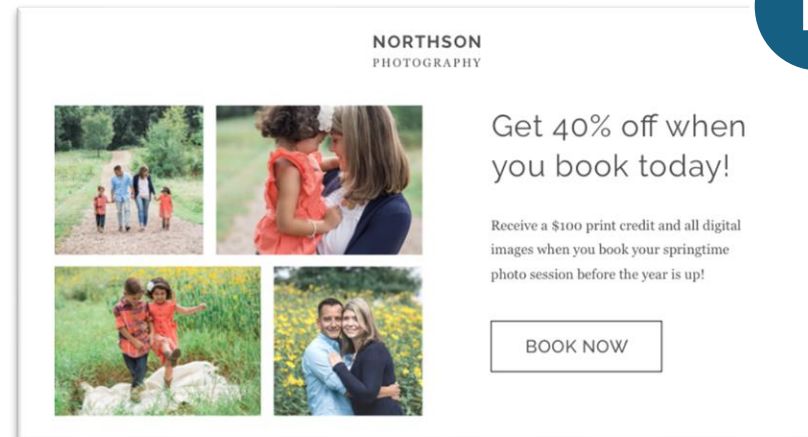 NORTHSON
PHOTOGRAPHY
Get 40% off when
you book today!
Receive a $100 print credit and all digital
images when you book your springtime
photo session before the year is up!
BOOK NOW